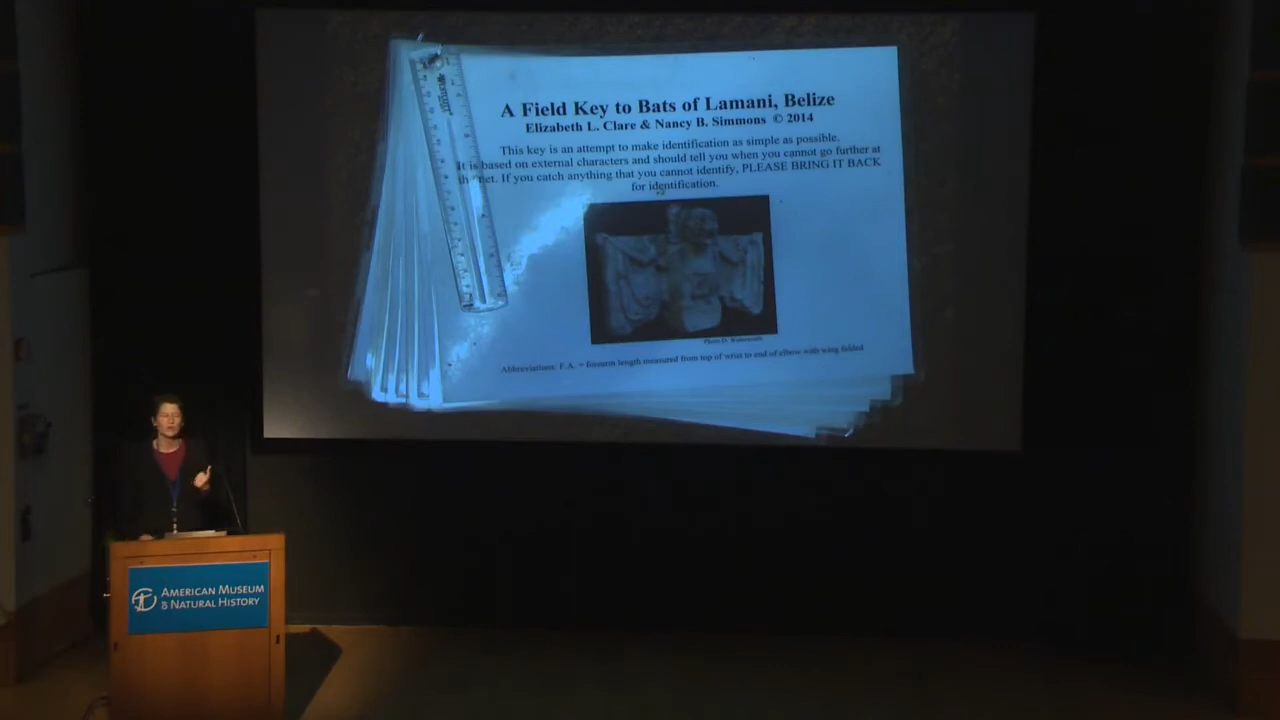 A Field Key to Bats of Lamani, Belize
Elizabeth L. Clare & Nancy B. Simmons © 2014
This key is an attempt to make identification as simple as possible.
It is based on external characters and should tell you when you cannot go further at
the net. If you catch anything that you cannot identify, PLEASE BRING IT BACK
for identification.
Abbreviations: F.A. = forearm length measured from top of wrist to end of elbow with wing folded
AMERICAN MUSEUM
& NATURAL HISTORY